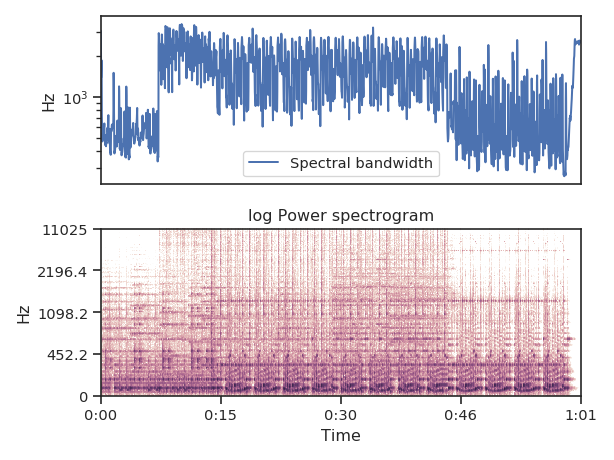 Hz
10³
Spectral bandwidth
log Power spectrogram
Hz
11025
2196.4
1098.2
452.2
0
0:00 0:15 0:30 0:46 1:01
Time